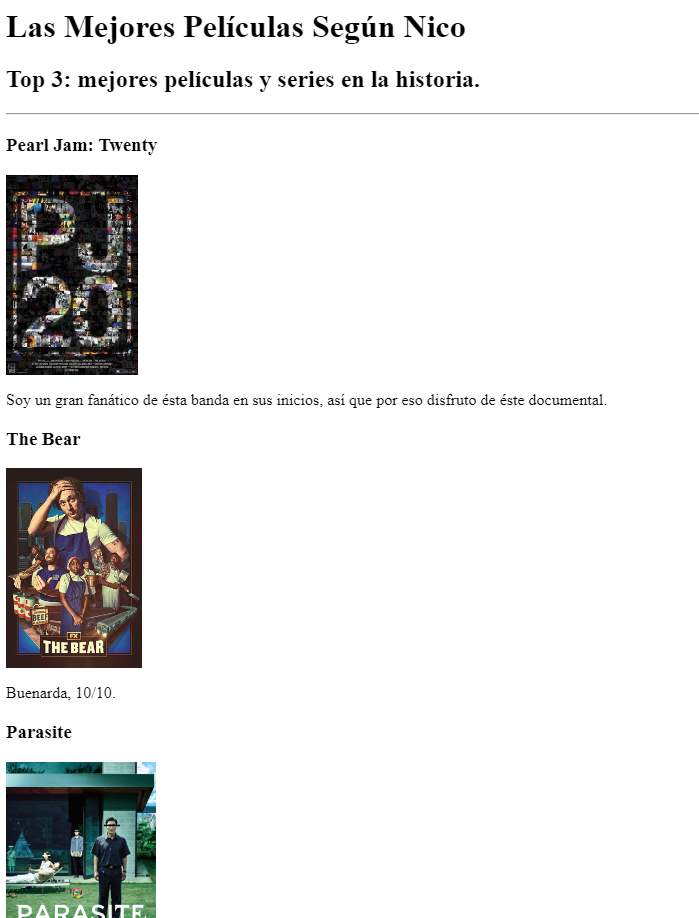 Las Mejores Películas Según Nico
Top 3: mejores películas y series en la historia.
Pearl Jam: Twenty
PJ
20
Soy un gran fanático de ésta banda en sus inicios, así que por eso disfruto de éste documental.
The Bear
BEEF
FX
THE BEAR
Buenarda, 10/10.
Parasite
PARASITE